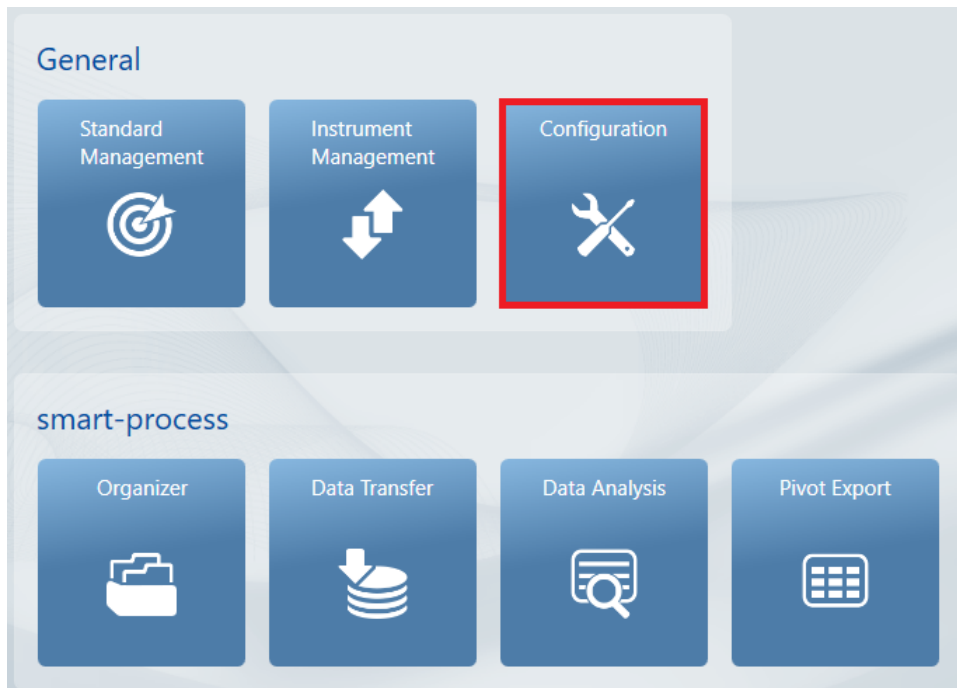 General
Standard
Management
Instrument
Management
Configuration
smart-process
Organizer
Data Transfer
Data Analysis
Pivot Export